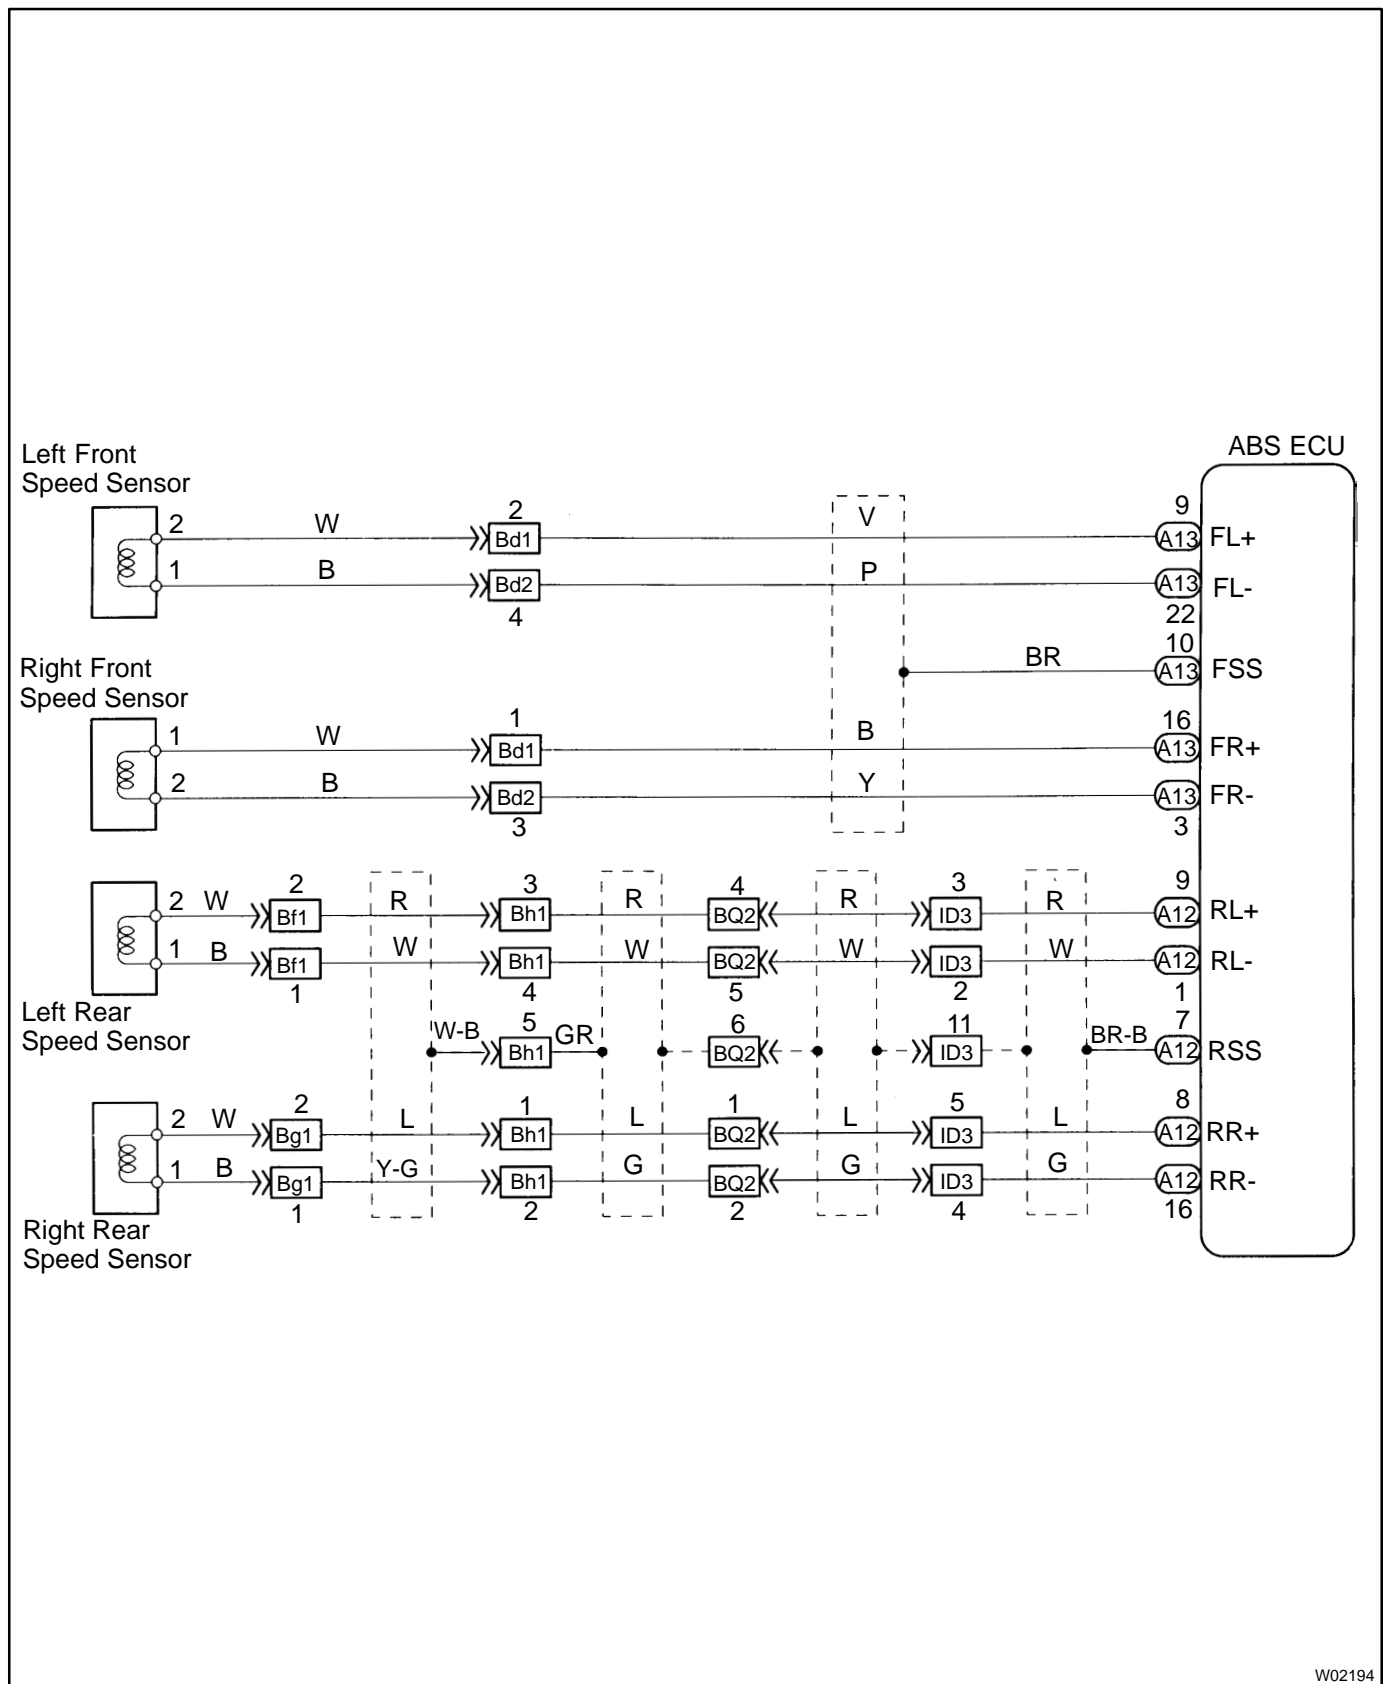 ABS ECU
Left Front
Speed Sensor
2 W 2 Bd1 V 9 A13 FL+
1 B Bd2 4 P A13 22 FL-
BR 10 A13 FSS
Right Front
Speed Sensor
1 W 1 Bd1 B 16 A13 FR+
2 B Bd2 3 Y A13 3 FR-
2 W 2 Bf1 R 3 Bh1 R 4 BQ2 R 3 ID3 R 9 A12 RL+
1 B Bf1 1 W Bh1 4 W BQ2 5 W ID3 2 W A12 1 RL-
Left Rear
Speed Sensor
W-B 5 Bh1 GR 6 BQ2 11 ID3 BR-B 7 A12 RSS
2 W 2 Bg1 L 1 Bh1 L 1 BQ2 L 5 ID3 L 8 A12 RR+
1 B Bg1 1 Y-G Bh1 2 G BQ2 2 G ID3 4 G A12 16 RR-
Right Rear
Speed Sensor
W02194